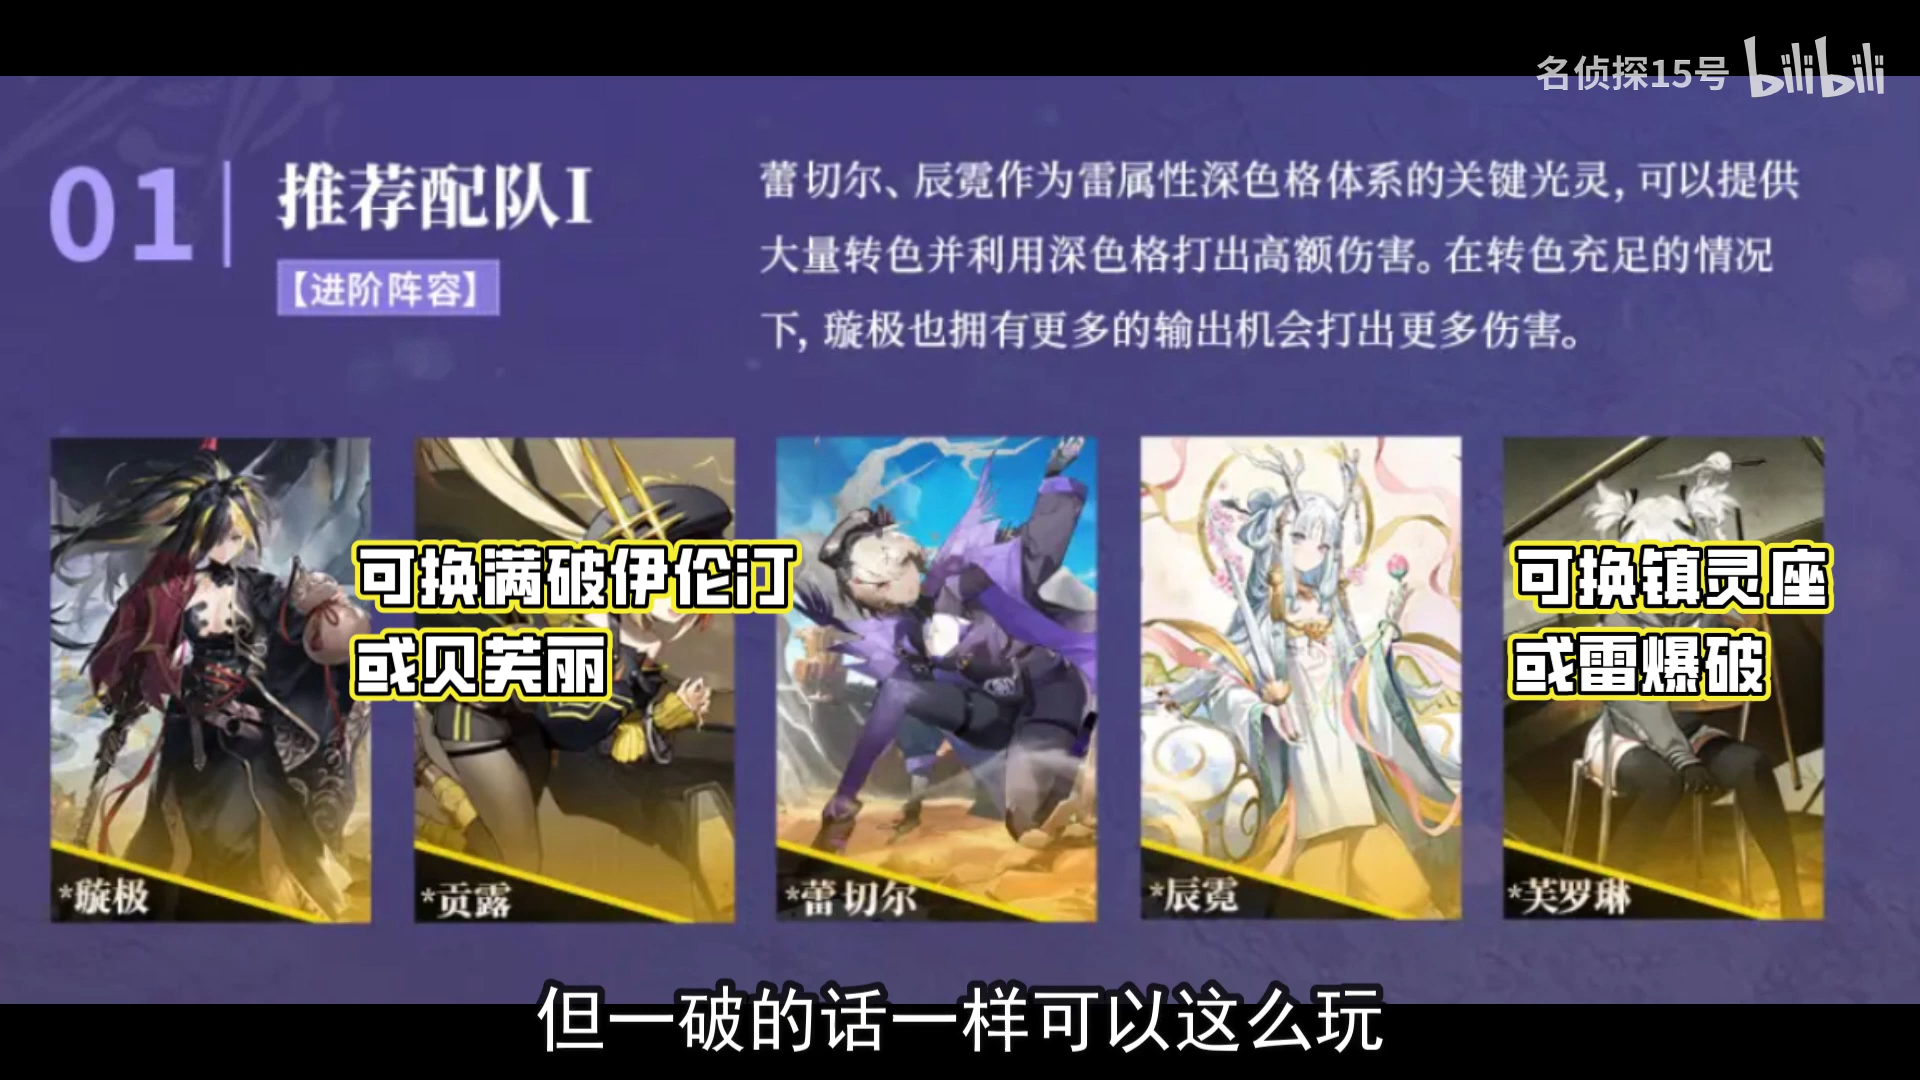 名侦探15号 bilibili
01
推荐配队I
【进阶阵容】
蕾切尔、辰霓作为雷属性深色格体系的关键光灵,可以提供
大量转色并利用深色格打出高额伤害。在转色充足的情况
下,璇极也拥有更多的输出机会打出更多伤害。
可换满破伊伦汀
或贝芙丽
可换镇灵座
或雷爆破
*璇极
*贡露
*蕾切尔
*辰霓
*芙罗琳
但一破的话一样可以这么玩